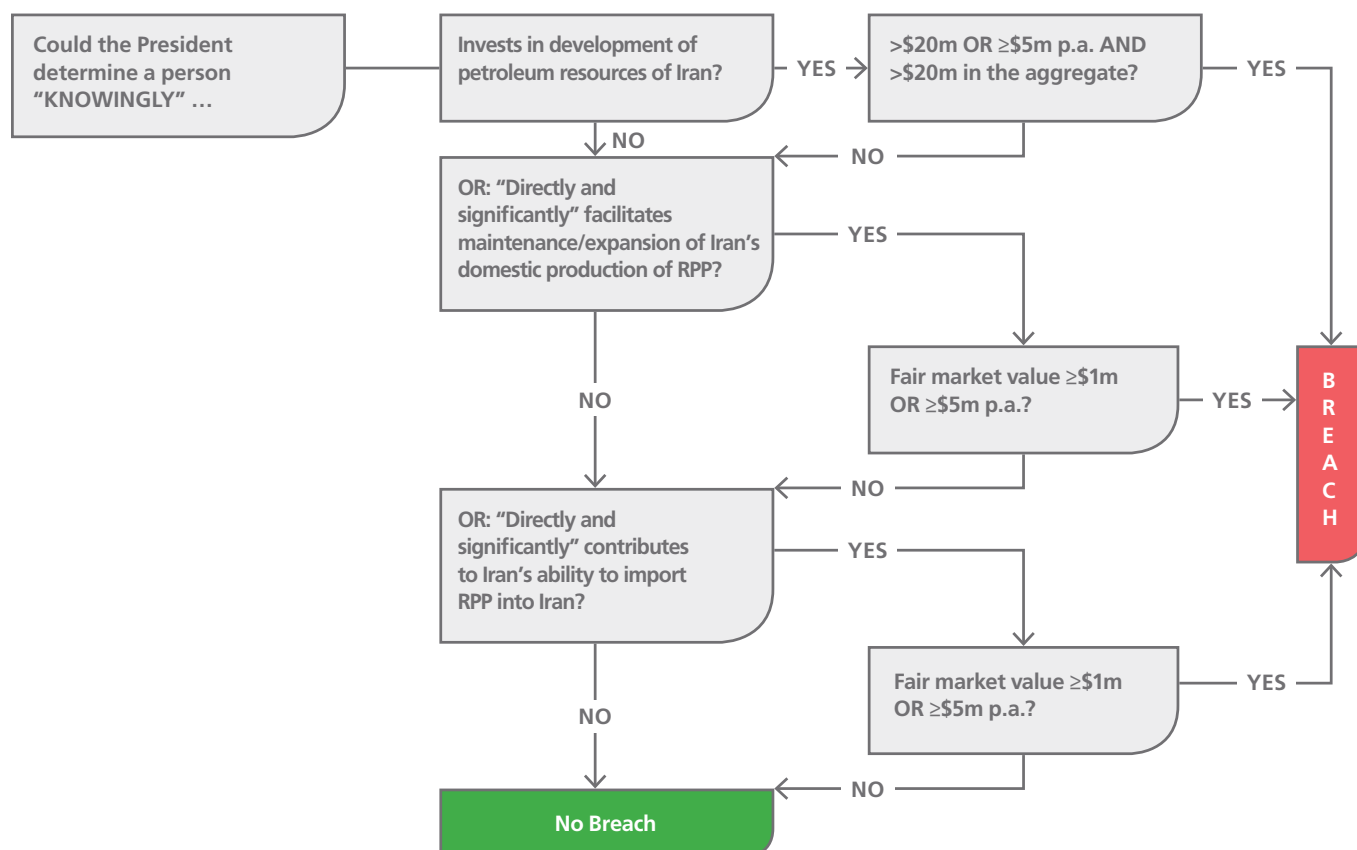 Could the President
determine a person
“KNOWINGLY” …
Invests in development of
petroleum resources of Iran?
YES
>$20m OR ≥$5m p.a. AND
>$20m in the aggregate?
YES
NO
NO
OR: “Directly and
significantly” facilitates
maintenance/expansion of Iran’s
domestic production of RPP?
YES
NO
Fair market value ≥$1m
OR ≥$5m p.a.?
YES
B
R
E
A
C
H
NO
OR: “Directly and
significantly” contributes
to Iran’s ability to import
RPP into Iran?
YES
NO
Fair market value ≥$1m
OR ≥$5m p.a.?
YES
NO
No Breach